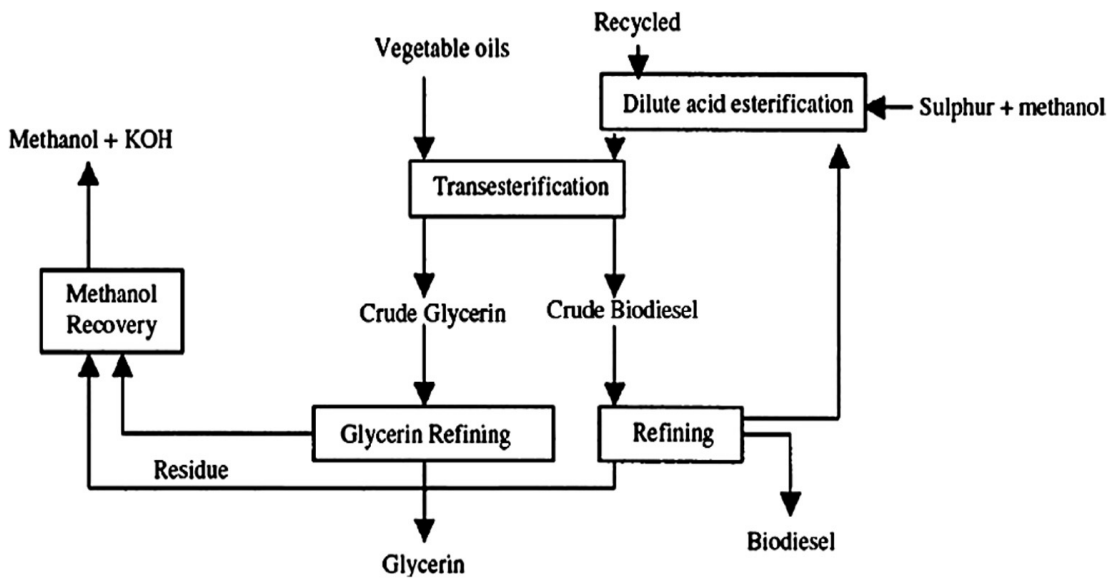 Recycled
Vegetable oils
Dilute acid esterification
Sulphur + methanol
Methanol + KOH
Transesterification
Methanol
Recovery
Crude Glycerin
Crude Biodiesel
Glycerin Refining
Refining
Residue
Biodiesel
Glycerin